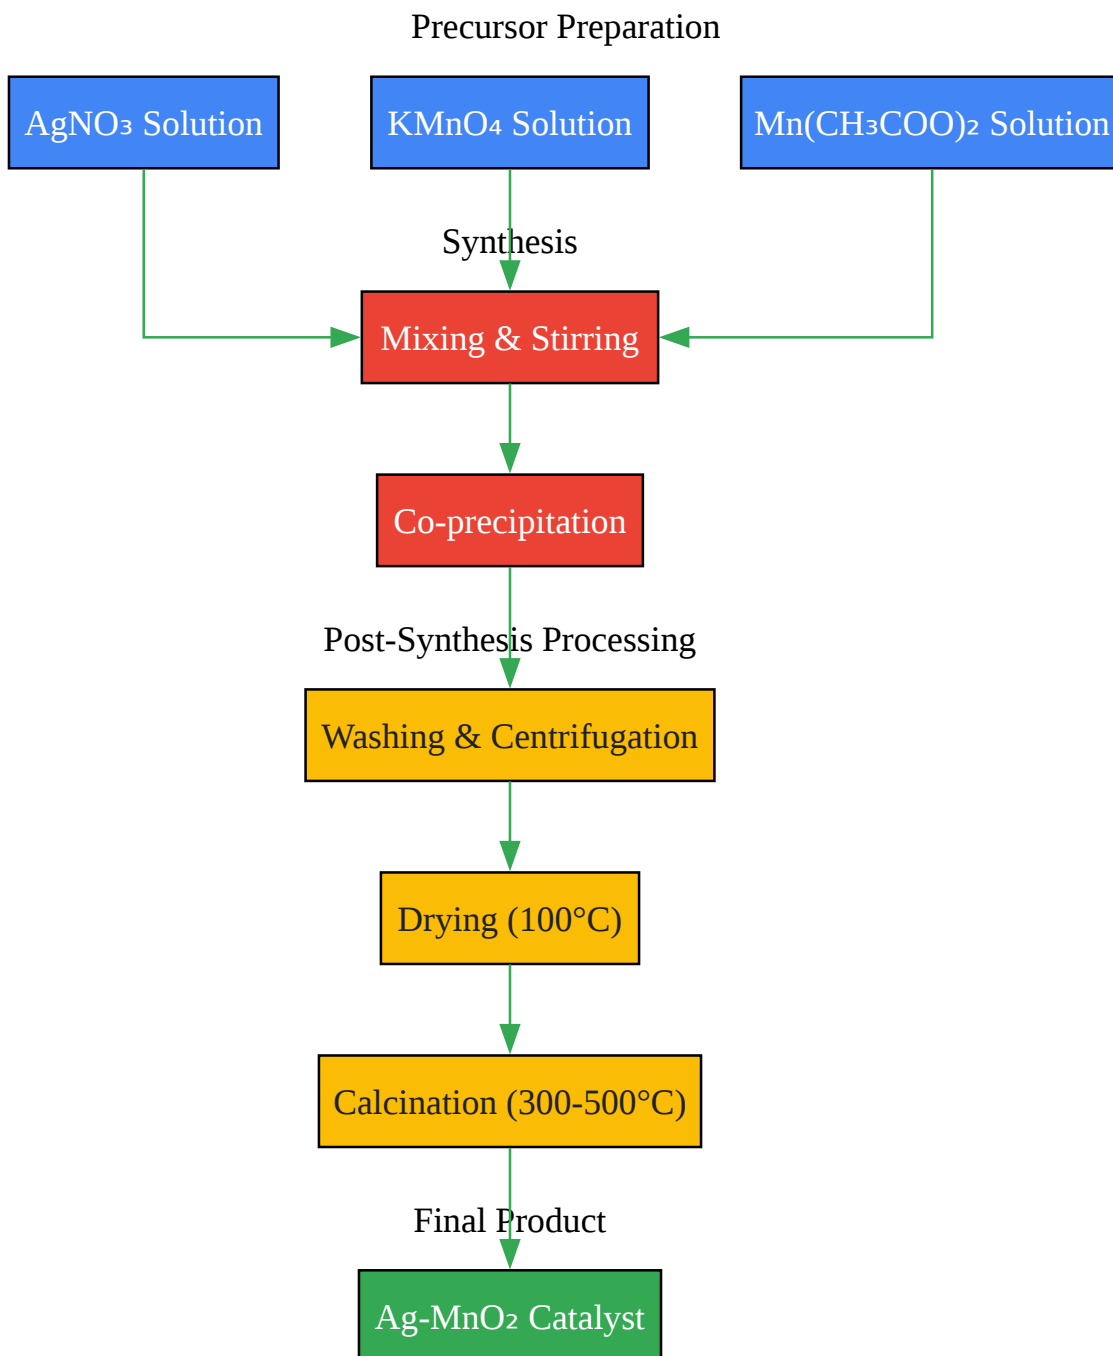 Precursor Preparation
AgNO₃ Solution
KMnO₄ Solution
Mn(CH₃COO)₂ Solution
Synthesis
Mixing & Stirring
Co-precipitation
Post-Synthesis Processing
Washing & Centrifugation
Drying (100°C)
Calcination (300-500°C)
Final Product
Ag-MnO₂ Catalyst